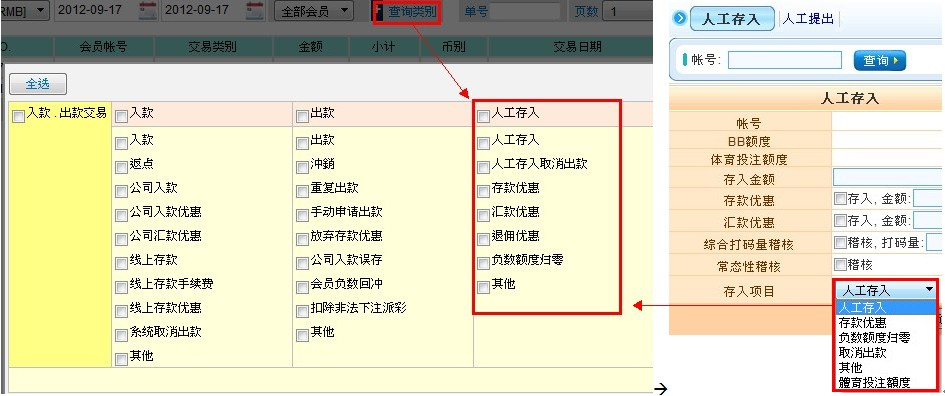 RMB] 2012-09-17 2012-09-17 全部会员 查询类别 单号 页数 1
O. 会员帐号 交易类别 金额 小计 币别 交易日期
全选
入款．出款交易 入款 出款 人工存入
入款 出款 人工存入
返点 沖銷 人工存入取消出款
公司入款 重复出款 存款优惠
公司入款优惠 手动申请出款 汇款优惠
公司汇款优惠 放弃存款优惠 退佣优惠
线上存款 公司入款误存 负数额度归零
线上存款手续费 会员负数回冲 其他
线上存款优惠 扣除非法下注派彩
系统取消出款 其他
其他
人工存入 人工提出
帐号: 查询
人工存入
帐号
BB额度
体育投注额度
存入金额
存款优惠 存入, 金额:
汇款优惠 存入, 金额:
综合打码量稽核 稽核, 打码量:
常态性稽核 稽核
存入项目 人工存入
人工存入
存款优惠
负数额度归零
取消出款
其他
體育投注額度
→